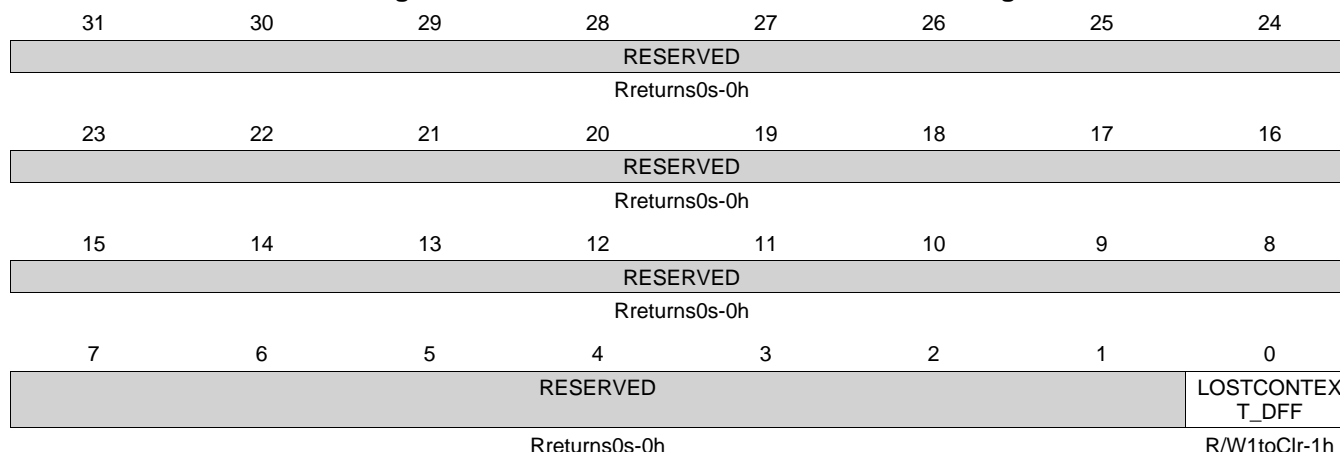 31 30 29 28 27 26 25 24
RESERVED
Rreturns0s-0h
23 22 21 20 19 18 17 16
RESERVED
Rreturns0s-0h
15 14 13 12 11 10 9 8
RESERVED
Rreturns0s-0h
7 6 5 4 3 2 1 0
RESERVED LOSTCONTEX
T_DFF
Rreturns0s-0h R/W1toClr-1h